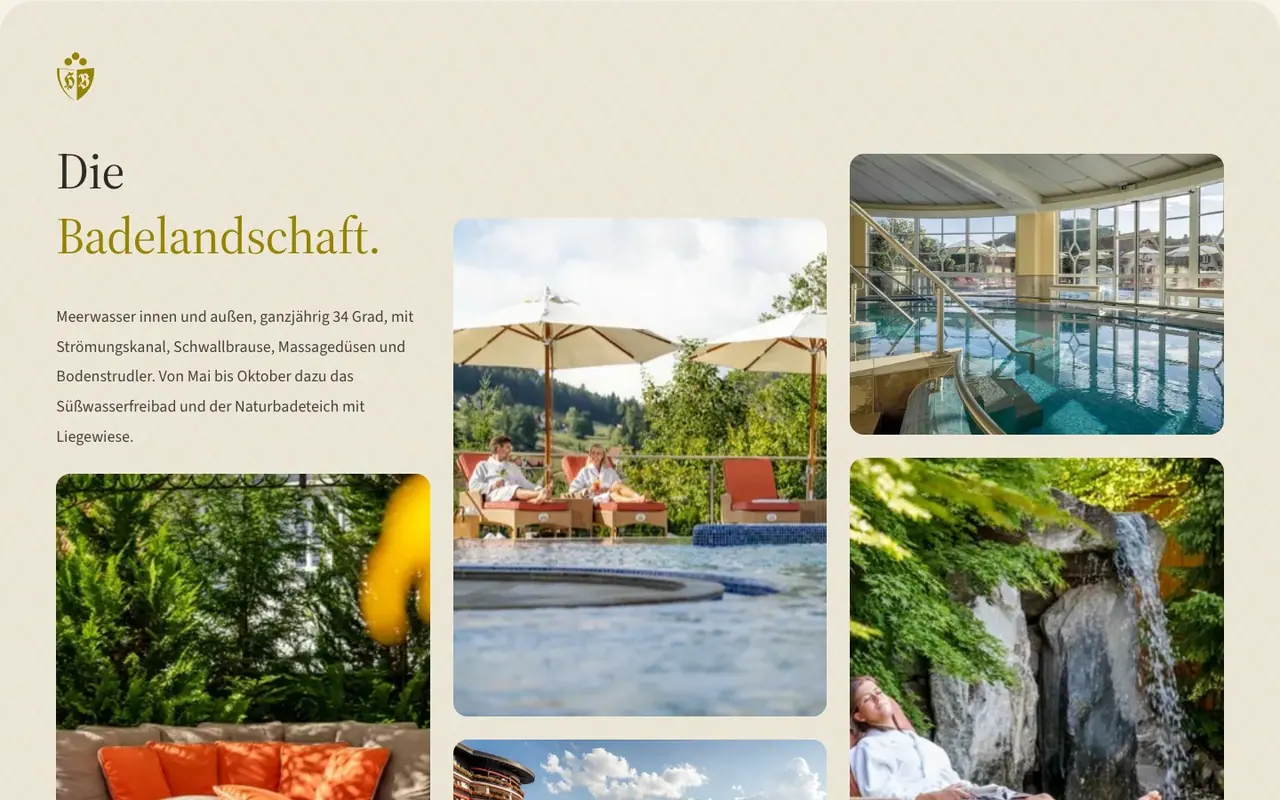 HB
Die
Badelandschaft.
Meerwasser innen und außen, ganzjährig 34 Grad, mit
Strömungskanal, Schwallbrause, Massagedüsen und
Bodenstrudler. Von Mai bis Oktober dazu das
Süßwasserfreibad und der Naturbadeteich mit
Liegewiese.